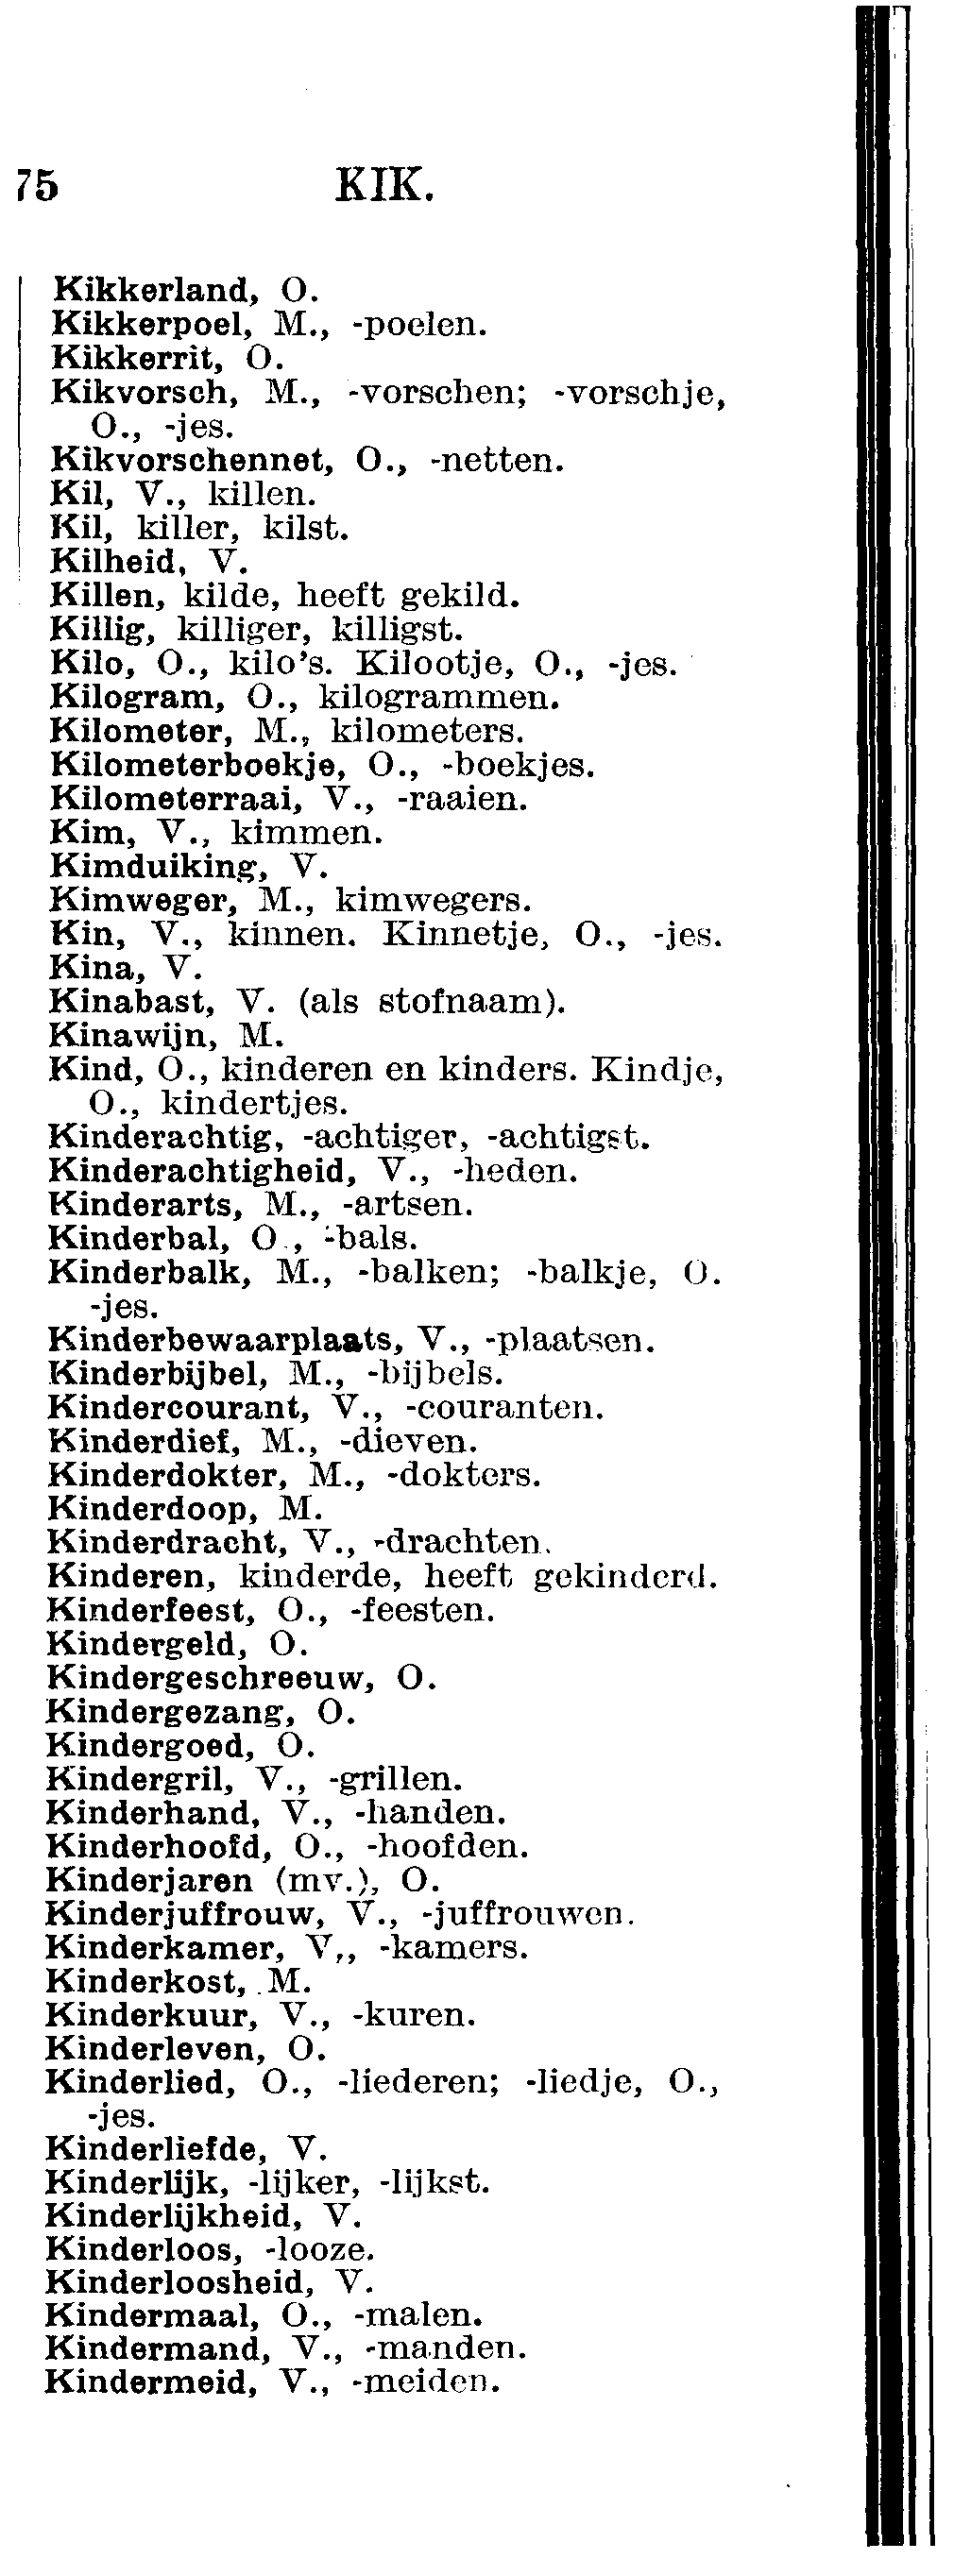 75 KIK.
Kikkerland, O.
Kikkerpoel, M., -poelen.
Kikkerrit, O.
Kikvorsch, M., -vorschen; -vorschje,
O., -jes.
Kikvorschennet, O., -netten.
Kil, V., killen.
Kil, killer, kilst.
Kilheid, V.
Killen, kilde, heeft gekild.
Killig, killiger, killigst.
Kilo, O., kilo's. Kilootje, O., -jes.
Kilogram, O., kilogrammen.
Kilometer, M., kilometers.
Kilometerboekje, O., -boekjes.
Kilometerraai, V., -raaien.
Kim, V., kimmen.
Kimduiking, V.
Kimweger, M., kimwegers.
Kin, V., kinnen. Kinnetje, O., -jes.
Kina, V.
Kinabast, V. (als stofnaam).
Kinawijn, M.
Kind, O., kinderen en kinders. Kindje,
O., kindertjes.
Kinderachtig, -achtiger, -achtigst.
Kinderachtigheid, V., -heden.
Kinderarts, M., -artsen.
Kinderbal, O., -bals.
Kinderbalk, M., -balken; -balkje, O.
-jes.
Kinderbewaarplaats, V., -plaatsen.
Kinderbijbel, M., -bijbels.
Kindercourant, V., -couranten.
Kinderdief, M., -dieven.
Kinderdokter, M., -dokters.
Kinderdoop, M.
Kinderdracht, V., -drachten.
Kinderen, kinderde, heeft gekinderd.
Kinderfeest, O., -feesten.
Kindergeld, O.
Kindergeschreeuw, O.
Kindergezang, O.
Kindergoed, O.
Kindergril, V., -grillen.
Kinderhand, V., -handen.
Kinderhoofd, O., -hoofden.
Kinderjaren (mv.), O.
Kinderjuffrouw, V., -juffrouwen.
Kinderkamer, V,, -kamers.
Kinderkost, M.
Kinderkuur, V., -kuren.
Kinderleven, O.
Kinderlied, O., -liederen; -liedje, O.,
-jes.
Kinderliefde, V.
Kinderlijk, -lijker, -lijkst.
Kinderlijkheid, V.
Kinderloos, -looze.
Kinderloosheid, V.
Kindermaal, O., -malen.
Kindermand, V., -manden.
Kindermeid, V., -meiden.